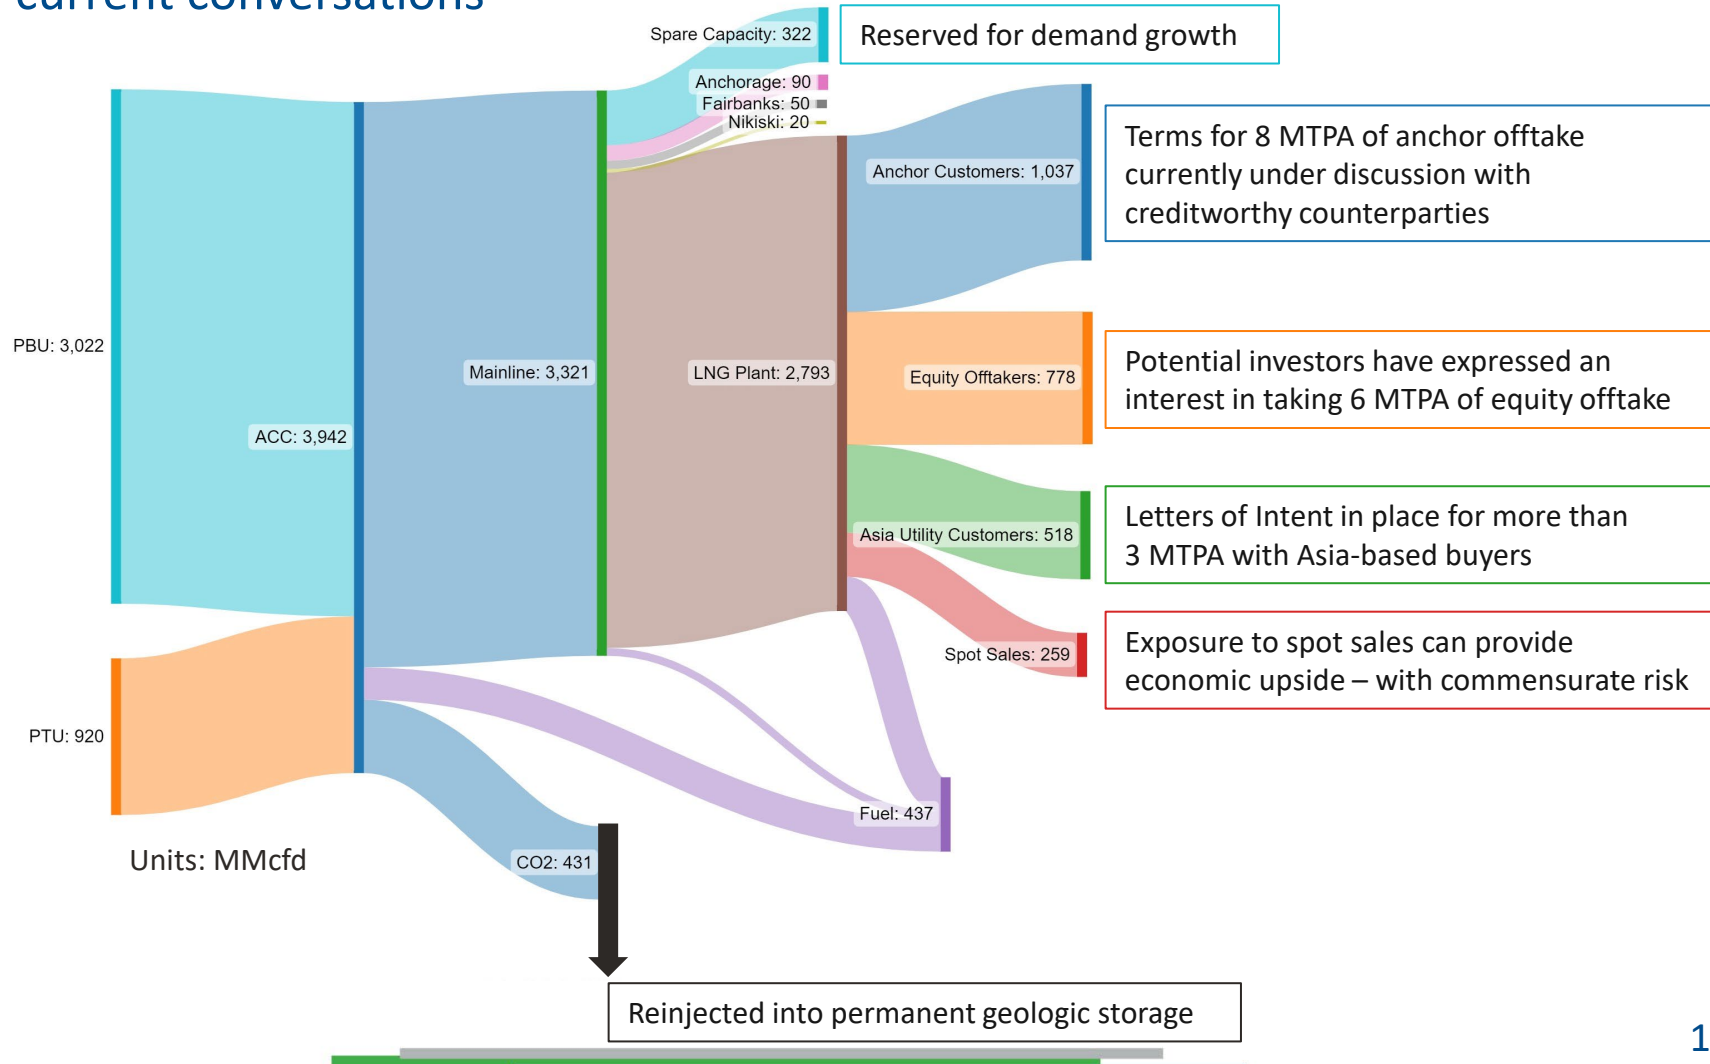 current conversations
Spare Capacity: 322
Reserved for demand growth
Anchorage: 90
Fairbanks: 50
Nikiski: 20
Anchor Customers: 1,037
Terms for 8 MTPA of anchor offtake
currently under discussion with
creditworthy counterparties
PBU: 3,022
Mainline: 3,321
LNG Plant: 2,793
Equity Offtakers: 778
Potential investors have expressed an
interest in taking 6 MTPA of equity offtake
ACC: 3,942
Asia Utility Customers: 518
Letters of Intent in place for more than
3 MTPA with Asia-based buyers
Spot Sales: 259
Exposure to spot sales can provide
economic upside – with commensurate risk
PTU: 920
Fuel: 437
Units: MMcfd
CO2: 431
Reinjected into permanent geologic storage
1